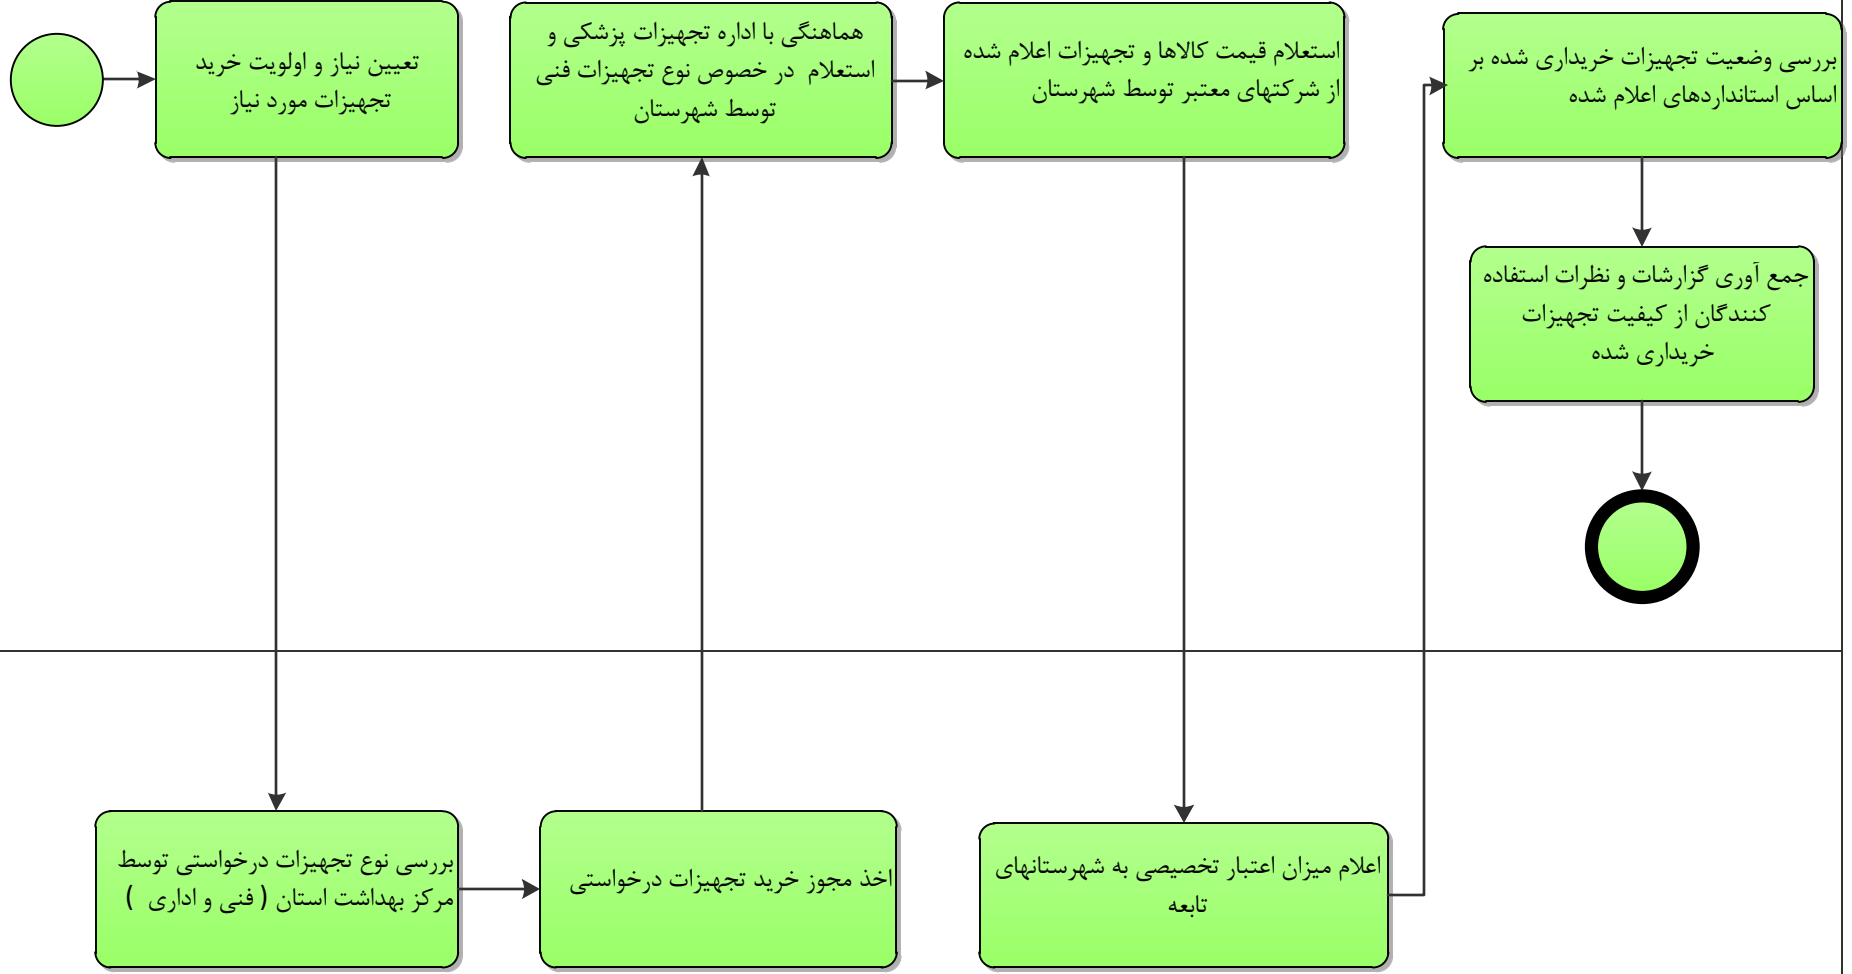 تعیین نیاز و اولویت خرید
تجهیزات مورد نیاز
بررسی نوع تجهیزات درخواستی توسط
مرکز بهداشت استان ( فنی و اداری )
اخذ مجوز خرید تجهیزات درخواستی
هماهنگی با اداره تجهیزات پزشکی و
استعلام در خصوص نوع تجهیزات فنی
توسط شهرستان
استعلام قیمت کالاها و تجهیزات اعلام شده
از شرکتهای معتبر توسط شهرستان
اعلام میزان اعتبار تخصیصی به شهرستانهای
تابعه
بررسی وضعیت تجهیزات خریداری شده بر
اساس استانداردهای اعلام شده
جمع آوری گزارشات و نظرات استفاده
کنندگان از کیفیت تجهیزات
خریداری شده